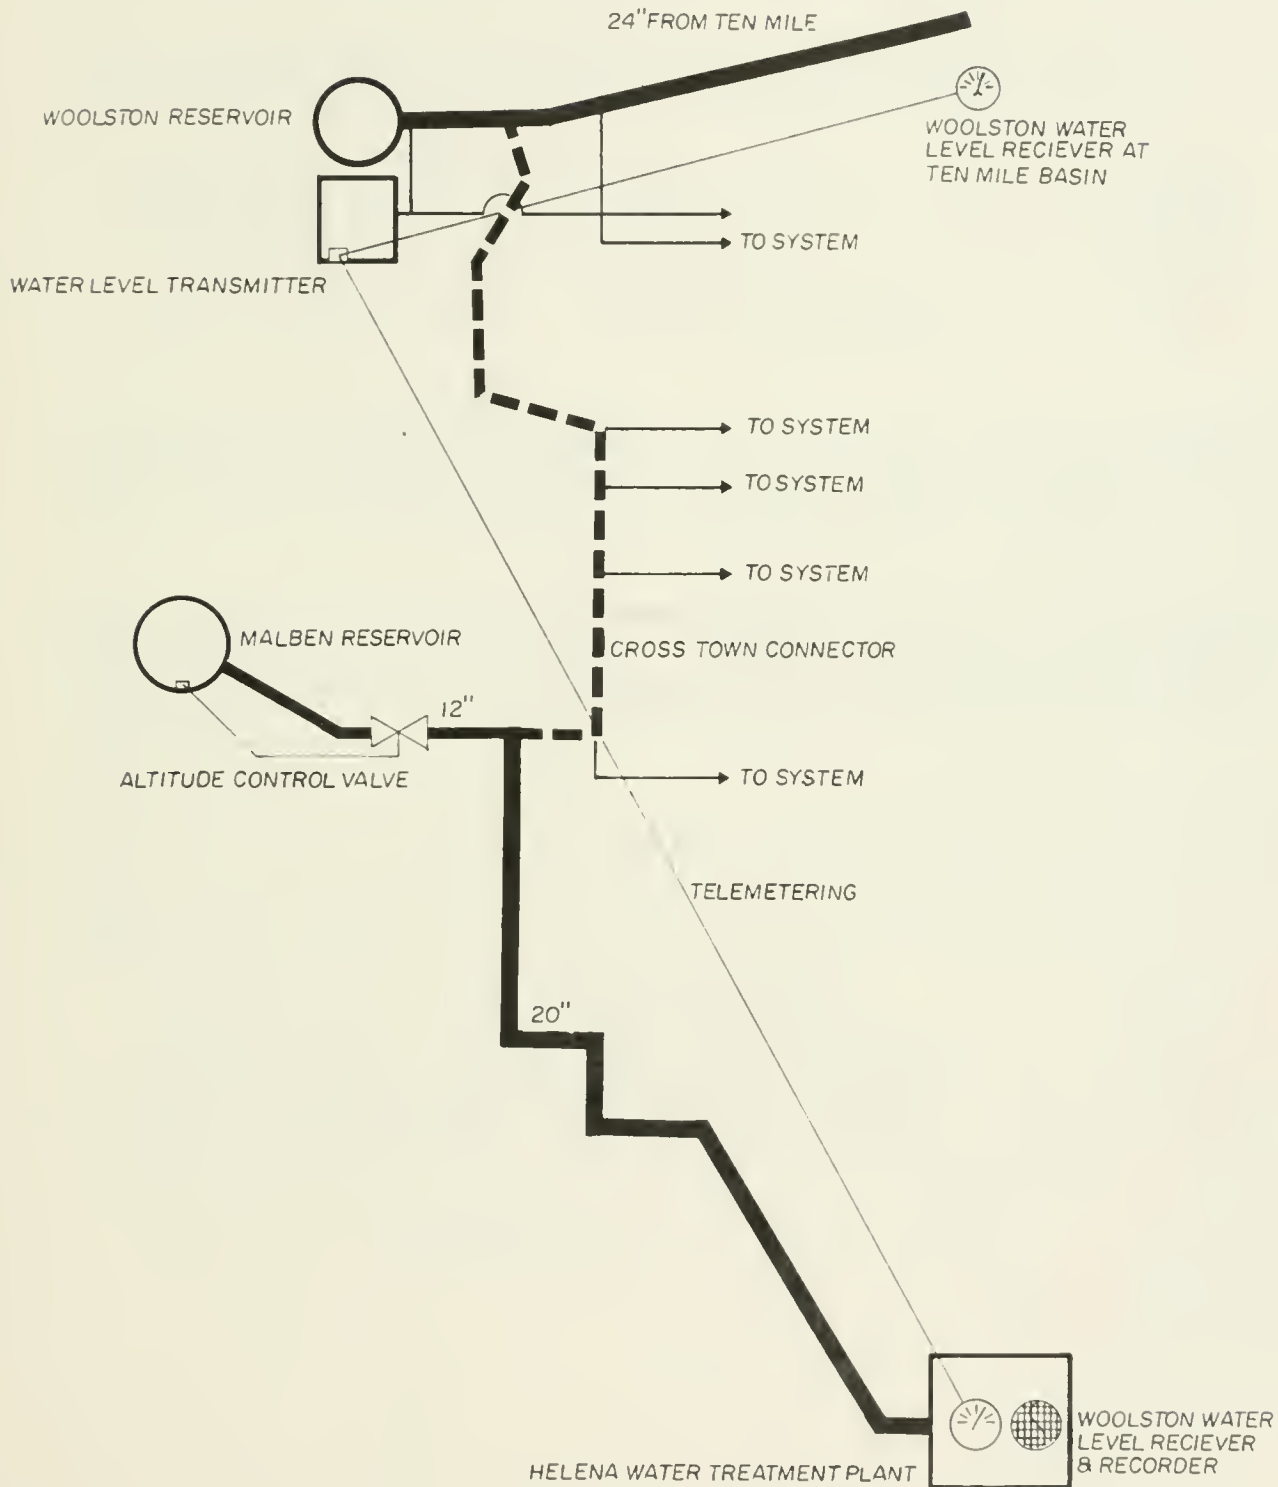 24" FROM TEN MILE
WOOLSTON RESERVOIR
WOOLSTON WATER
LEVEL RECIEVER AT
TEN MILE BASIN
TO SYSTEM
WATER LEVEL TRANSMITTER
TO SYSTEM
TO SYSTEM
TO SYSTEM
MALBEN RESERVOIR
CROSS TOWN CONNECTOR
12"
ALTITUDE CONTROL VALVE
TO SYSTEM
TELEMETERING
20"
WOOLSTON WATER
LEVEL RECIEVER
& RECORDER
HELENA WATER TREATMENT PLANT